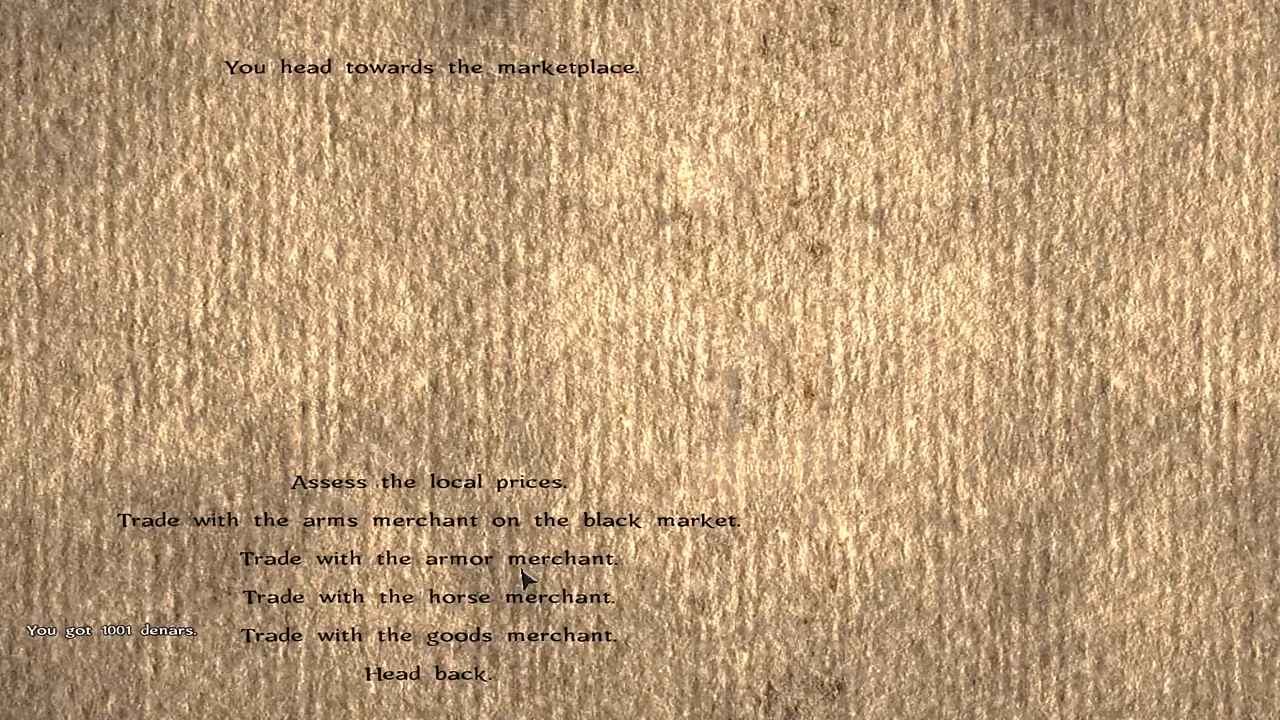 You head towards the marketplace.
Assess the local prices.
Trade with the arms merchant on the black market.
Trade with the armor merchant.
Trade with the horse merchant.
You got 1001 denars.
Trade with the goods merchant.
Head back.